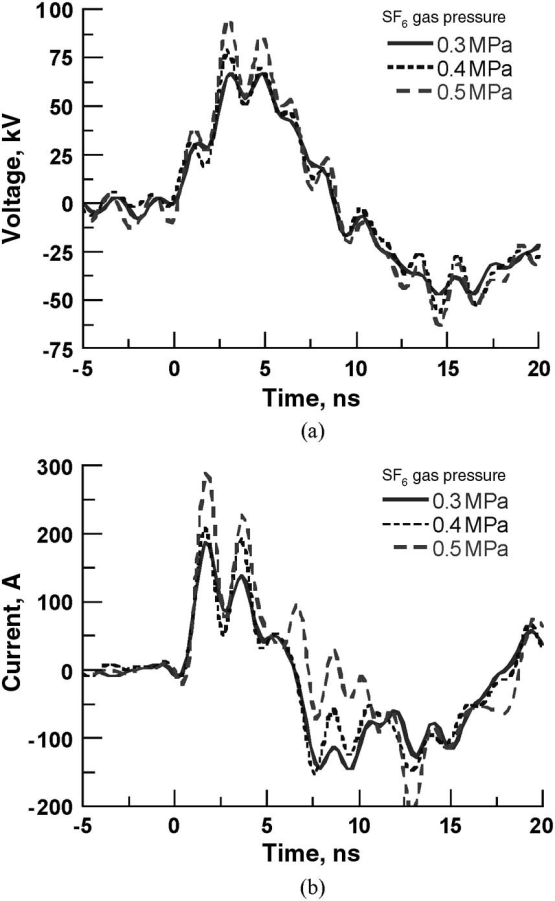 100
75
50
25
0
-25
-50
-75
Voltage, kV
SF6 gas pressure
0.3 MPa
0.4 MPa
0.5 MPa
-5 0 5 10 15 20
Time, ns
(a)
300
200
100
0
-100
-200
Current, A
SF6 gas pressure
0.3 MPa
0.4 MPa
0.5 MPa
-5 0 5 10 15 20
Time, ns
(b)